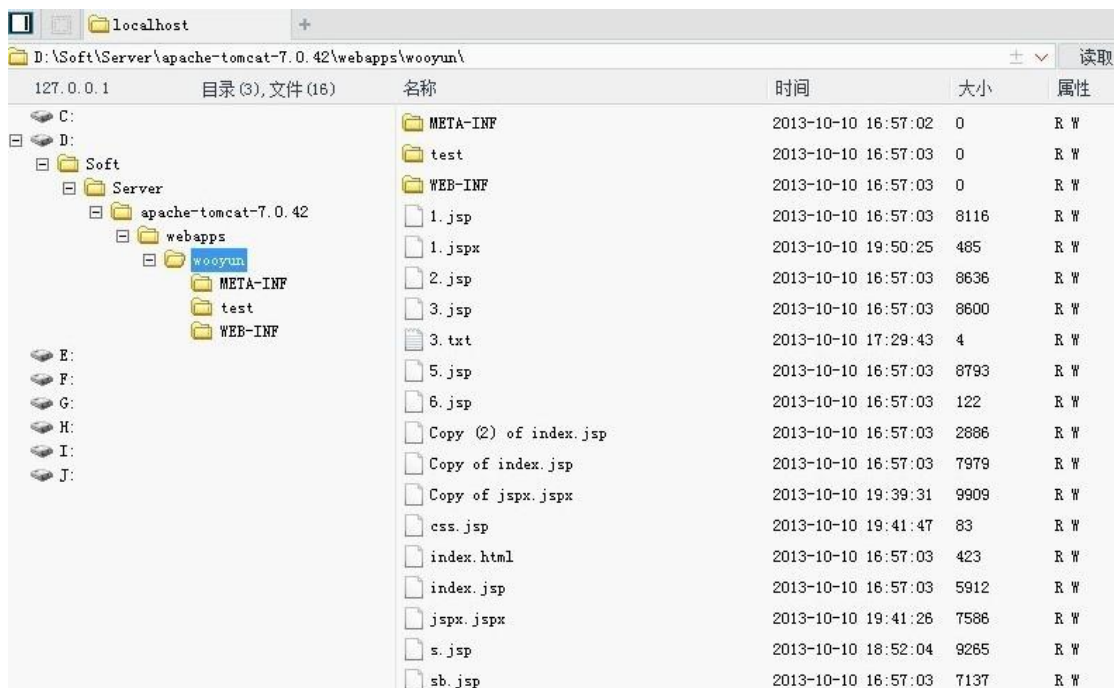 localhost +
D:\Soft\Server\apache-tomcat-7.0.42\webapps\wooyun\ 读取
127.0.0.1 目录(3),文件(16) 名称 时间 大小 属性
C:
D:
Soft
Server
apache-tomcat-7.0.42
webapps
wooyun
META-INF
test
WEB-INF
E:
F:
G:
H:
I:
J:
META-INF 2013-10-10 16:57:02 0 R W
test 2013-10-10 16:57:03 0 R W
WEB-INF 2013-10-10 16:57:03 0 R W
1.jsp 2013-10-10 16:57:03 8116 R W
1.jspx 2013-10-10 19:50:25 485 R W
2.jsp 2013-10-10 16:57:03 8636 R W
3.jsp 2013-10-10 16:57:03 8600 R W
3.txt 2013-10-10 17:29:43 4 R W
5.jsp 2013-10-10 16:57:03 8793 R W
6.jsp 2013-10-10 16:57:03 122 R W
Copy (2) of index.jsp 2013-10-10 16:57:03 2886 R W
Copy of index.jsp 2013-10-10 16:57:03 7979 R W
Copy of jspx.jspx 2013-10-10 19:39:31 9909 R W
css.jsp 2013-10-10 19:41:47 83 R W
index.html 2013-10-10 16:57:03 423 R W
index.jsp 2013-10-10 16:57:03 5912 R W
jspx.jspx 2013-10-10 19:41:26 7586 R W
s.jsp 2013-10-10 18:52:04 9265 R W
sb.jsp 2013-10-10 16:57:03 7137 R W